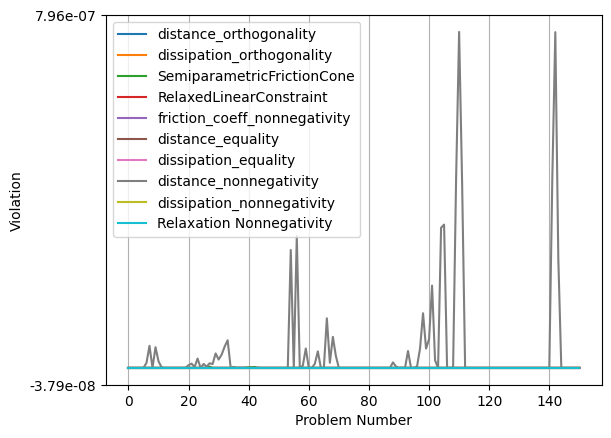 7.96e-07
distance_orthogonality
dissipation_orthogonality
SemiparametricFrictionCone
RelaxedLinearConstraint
friction_coeff_nonnegativity
distance_equality
dissipation_equality
distance_nonnegativity
dissipation_nonnegativity
Relaxation Nonnegativity
Violation
-3.79e-08
0 20 40 60 80 100 120 140
Problem Number